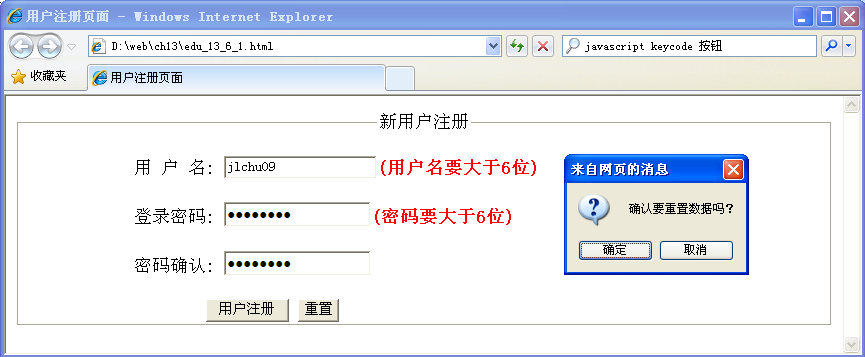 用户注册页面 - Windows Internet Explorer
D:\web\ch13\edu_13_6_1.html
javascript keycode 按钮
收藏夹
用户注册页面
新用户注册
用 户 名: jlchu09 (用户名要大于6位)
登录密码: ●●●●●●●● (密码要大于6位)
密码确认: ●●●●●●●●
用户注册 重置
来自网页的消息
确认要重置数据吗?
确定 取消